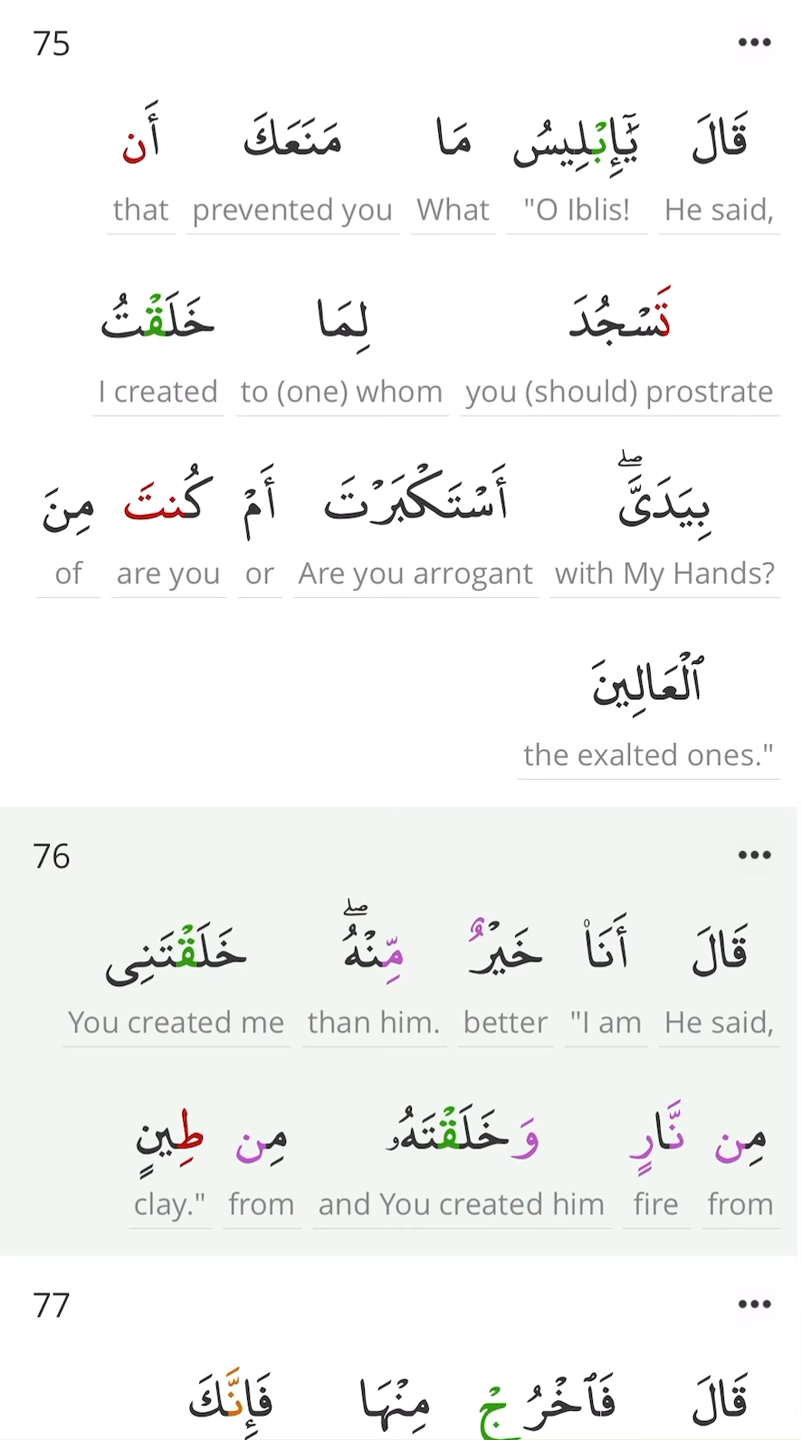 75 •••
قَالَ يَٰٓإِبْلِيسُ مَا مَنَعَكَ أَن
He said, "O Iblis! What prevented you that
تَسْجُدَ لِمَا خَلَقْتُ
you (should) prostrate to (one) whom I created
بِيَدَىَّ ۖ أَسْتَكْبَرْتَ أَمْ كُنتَ مِنَ
with My Hands? Are you arrogant or are you of
ٱلْعَالِينَ
the exalted ones."
76 •••
قَالَ أَنَا۠ خَيْرٌ مِّنْهُ ۖ خَلَقْتَنِى
He said, "I am better than him. You created me
مِن نَّارٍ وَخَلَقْتَهُۥ مِن طِينٍ
from fire and You created him from clay."
77 •••
قَالَ فَٱخْرُجْ مِنْهَا فَإِنَّكَ